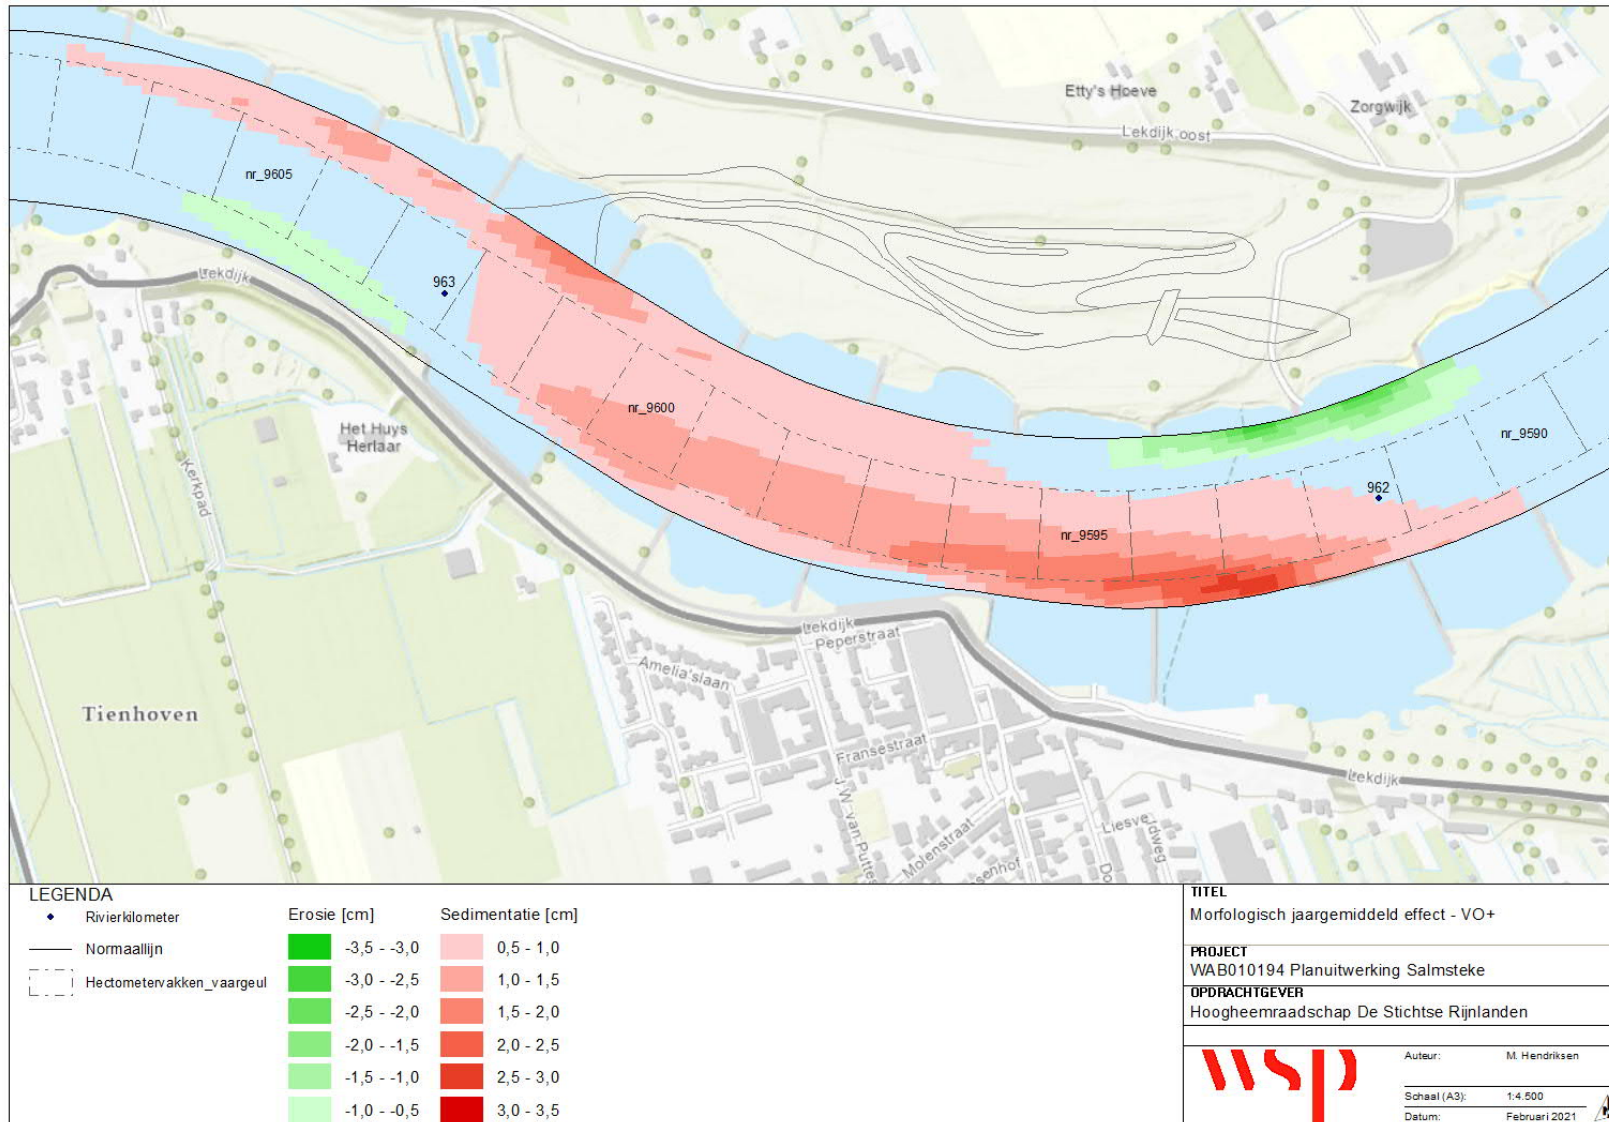 Etty's Hoeve
Zorgwijk
Lekdijk oost
nr_9605
963
Lekdijk
nr_9600
Het Huys
Herlaar
Kerkpad
nr_9590
962
nr_9595
Lekdijk
Peperstraat
Amelia'slaan
Tienhoven
Fransestraat
J.W. van Puttes
Molenstraat
senhof
Do
Liesveldweg
Lekdijk
LEGENDA
Rivierkilometer
Normaallijn
Hectometervakken_vaargeul
Erosie [cm]
-3,5 - -3,0
-3,0 - -2,5
-2,5 - -2,0
-2,0 - -1,5
-1,5 - -1,0
-1,0 - -0,5
Sedimentatie [cm]
0,5 - 1,0
1,0 - 1,5
1,5 - 2,0
2,0 - 2,5
2,5 - 3,0
3,0 - 3,5
TITEL
Morfologisch jaargemiddeld effect - VO+
PROJECT
WAB010194 Planuitwerking Salmsteke
OPDRACHTGEVER
Hoogheemraadschap De Stichtse Rijnlanden
wsp
Auteur: M. Hendriksen
Schaal (A3): 1:4.500
Datum: Februari 2021